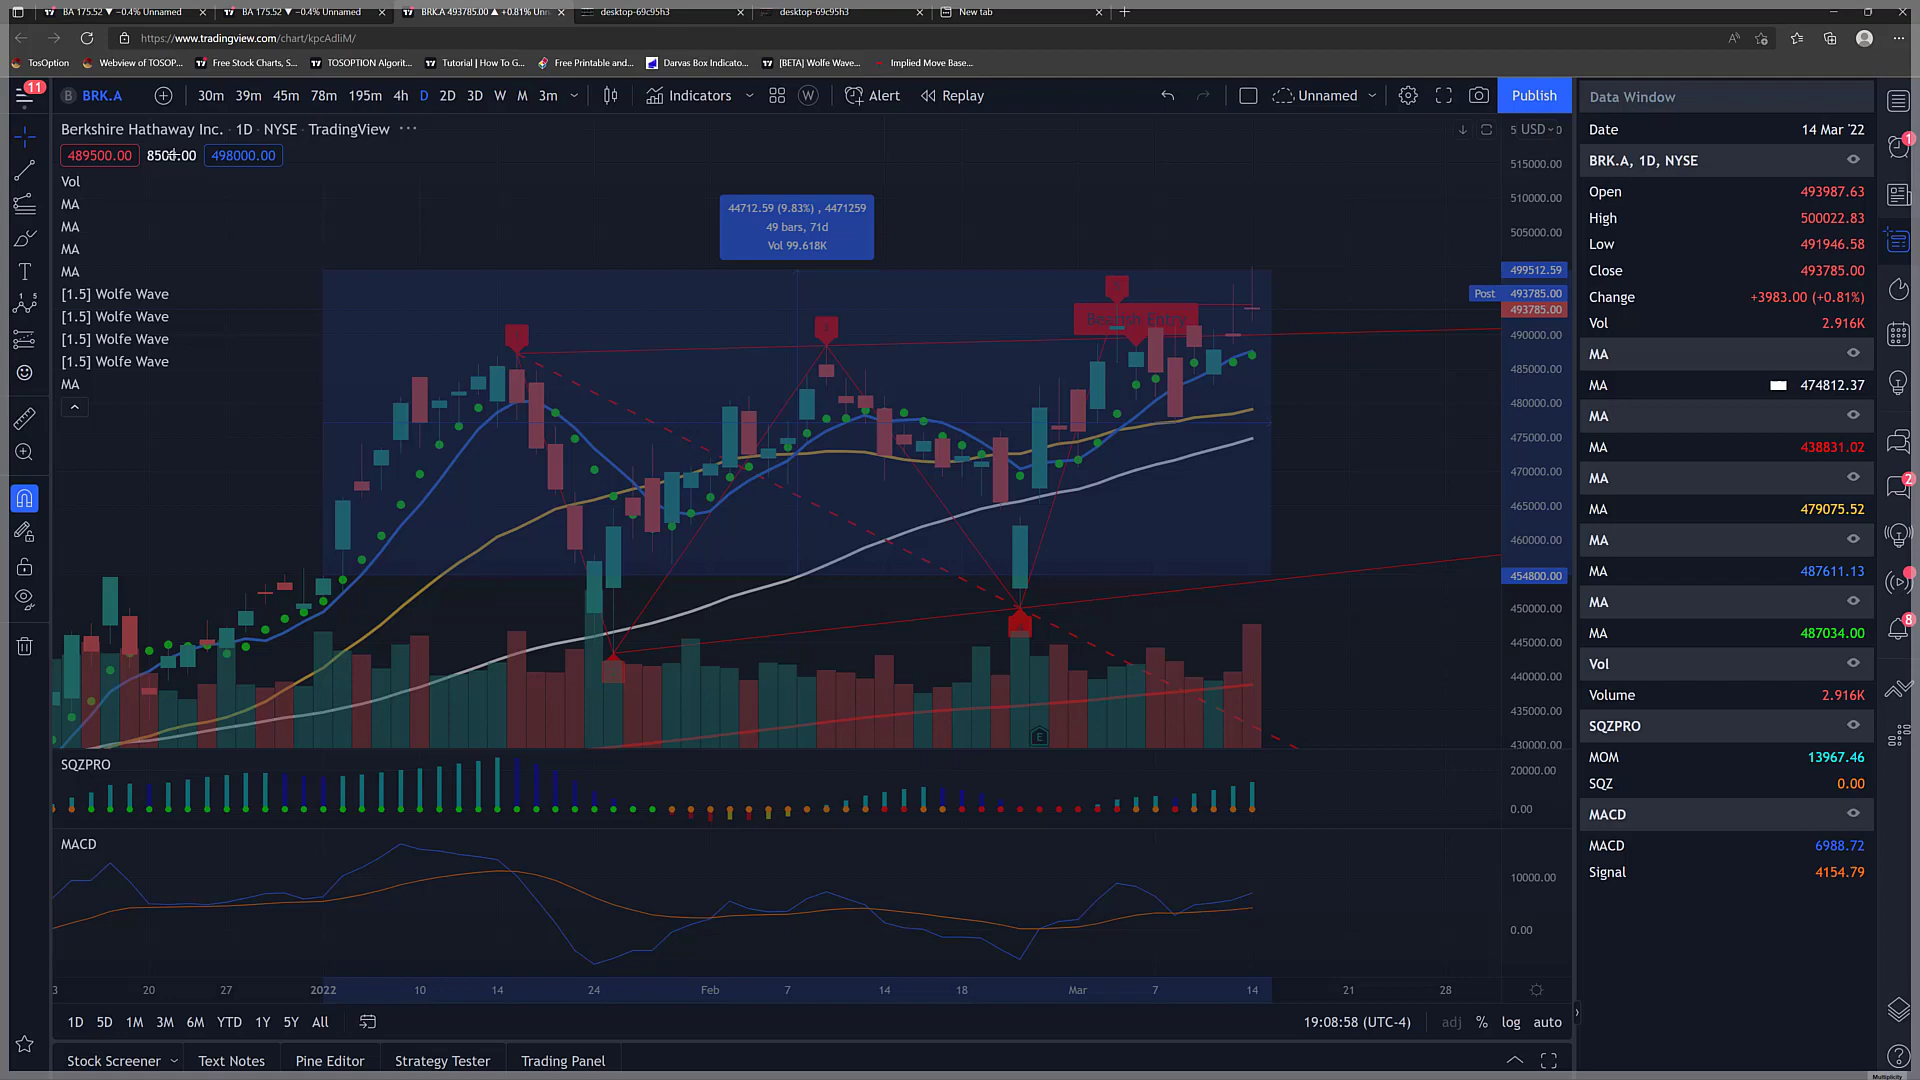 BA 175.52 ▼ −0.4% Unnamed
BA 175.52 ▼ −0.4% Unnamed
BRK.A 493785.00 ▲ +0.81% Unn
desktop-69c95h3
desktop-69c95h3
New tab
https://www.tradingview.com/chart/kpcAdliM/
TosOption
Webview of TOSOP...
Free Stock Charts, S...
TOSOPTION Algorit...
Tutorial | How To G...
Free Printable and...
Darvas Box Indicato...
[BETA] Wolfe Wave...
Implied Move Base...
11
B BRK.A
30m 39m 45m 78m 195m 4h D 2D 3D W M 3m
Indicators
W
Alert
Replay
Unnamed
Publish
Berkshire Hathaway Inc. · 1D · NYSE · TradingView ···
489500.00 8500.00 498000.00
Vol
MA
MA
MA
MA
[1.5] Wolfe Wave
[1.5] Wolfe Wave
[1.5] Wolfe Wave
[1.5] Wolfe Wave
MA
44712.59 (9.83%) , 4471259
49 bars, 71d
Vol 99.618K
Bearish Entry
E
USD
515000.00
510000.00
505000.00
499512.59
Post 493785.00
493785.00
490000.00
485000.00
480000.00
475000.00
470000.00
465000.00
460000.00
454800.00
450000.00
445000.00
440000.00
435000.00
430000.00
SQZPRO
20000.00
0.00
MACD
10000.00
0.00
3 20 27 2022 10 14 24 Feb 7 14 18 Mar 7 14 21 28
1D 5D 1M 3M 6M YTD 1Y 5Y All
19:08:58 (UTC-4)
adj % log auto
Stock Screener
Text Notes
Pine Editor
Strategy Tester
Trading Panel
Data Window
Date 14 Mar '22
BRK.A, 1D, NYSE
Open 493987.63
High 500022.83
Low 491946.58
Close 493785.00
Change +3983.00 (+0.81%)
Vol 2.916K
MA
MA 474812.37
MA
MA 438831.02
MA
MA 479075.52
MA
MA 487611.13
MA
MA 487034.00
Vol
Volume 2.916K
SQZPRO
MOM 13967.46
SQZ 0.00
MACD
MACD 6988.72
Signal 4154.79
1
2
8
Multiplicity